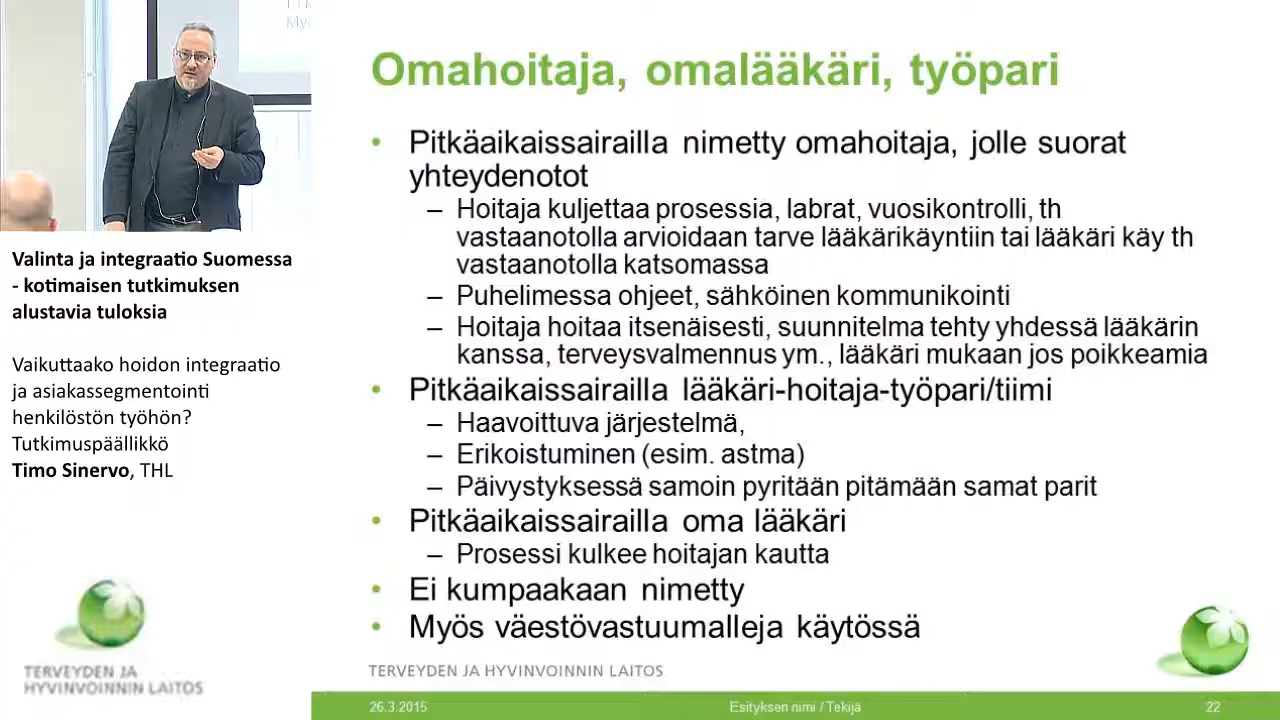 Valinta ja integraatio Suomessa
- kotimaisen tutkimuksen
alustavia tuloksia
Vaikuttaako hoidon integraatio
ja asiakassegmentointi
henkilöstön työhön?
Tutkimuspäällikkö
Timo Sinervo, THL
TERVEYDEN JA
HYVINVOINNIN LAITOS
Omahoitaja, omalääkäri, työpari
• Pitkäaikaissairailla nimetty omahoitaja, jolle suorat
yhteydenotot
– Hoitaja kuljettaa prosessia, labrat, vuosikontrolli, th
vastaanotolla arvioidaan tarve lääkärikäyntiin tai lääkäri käy th
vastaanotolla katsomassa
– Puhelimessa ohjeet, sähköinen kommunikointi
– Hoitaja hoitaa itsenäisesti, suunnitelma tehty yhdessä lääkärin
kanssa, terveysvalmennus ym., lääkäri mukaan jos poikkeamia
• Pitkäaikaissairailla lääkäri-hoitaja-työpari/tiimi
– Haavoittuva järjestelmä,
– Erikoistuminen (esim. astma)
– Päivystyksessä samoin pyritään pitämään samat parit
• Pitkäaikaissairailla oma lääkäri
– Prosessi kulkee hoitajan kautta
• Ei kumpaakaan nimetty
• Myös väestövastuumalleja käytössä
TERVEYDEN JA HYVINVOINNIN LAITOS
26.3.2015 Esityksen nimi / Tekijä 22